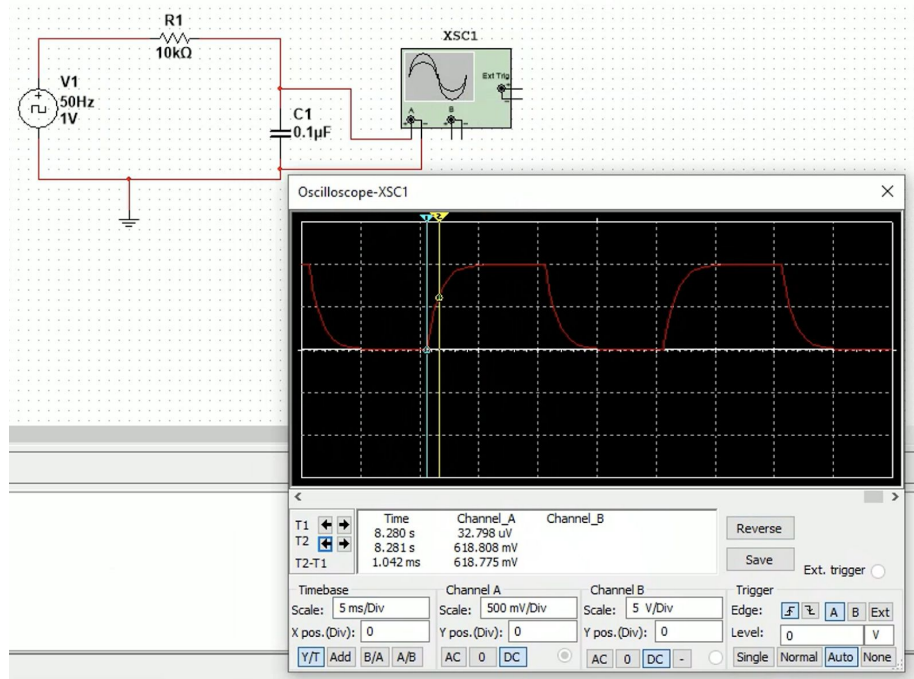 R1
10kΩ
XSC1
Ext Trig
+
-
V1
50Hz
1V
C1
0.1µF
A
B
+ - + -
Oscilloscope-XSC1
1 2
Time Channel_A Channel_B
T1 8.280 s 32.798 uV
T2 8.281 s 618.808 mV
T2-T1 1.042 ms 618.775 mV
Reverse
Save
Ext. trigger
Timebase Channel A Channel B Trigger
Scale: 5 ms/Div Scale: 500 mV/Div Scale: 5 V/Div Edge: A B Ext
X pos.(Div): 0 Y pos.(Div): 0 Y pos.(Div): 0 Level: 0 V
Y/T Add B/A A/B AC 0 DC AC 0 DC - Single Normal Auto None